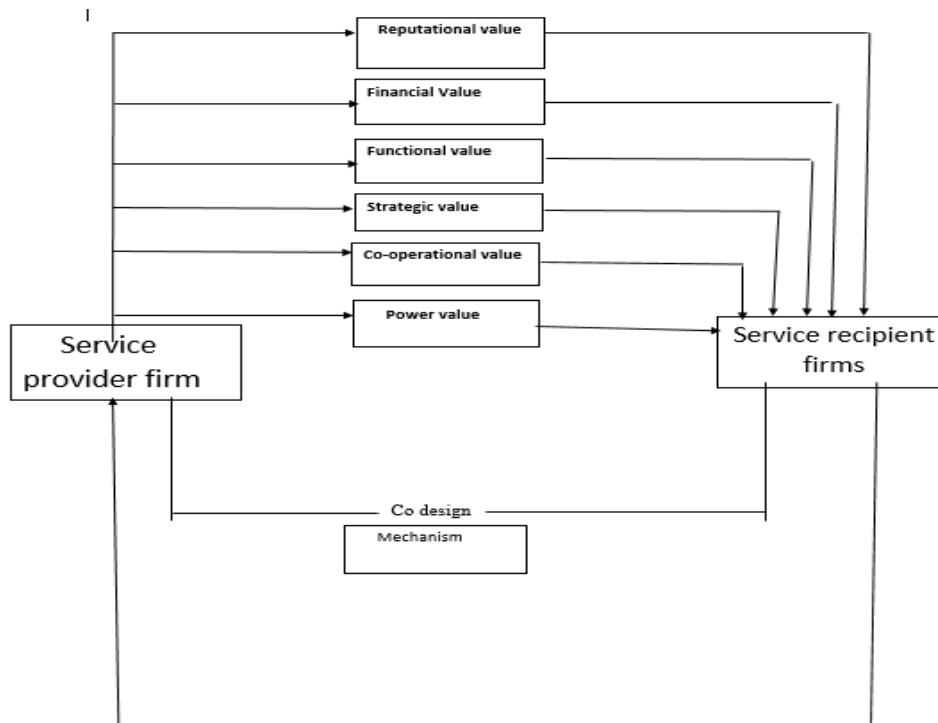 Reputational value
Financial Value
Functional value
Strategic value
Co-operational value
Power value
Service
provider firm
Service recipient
firms
Co design
Mechanism